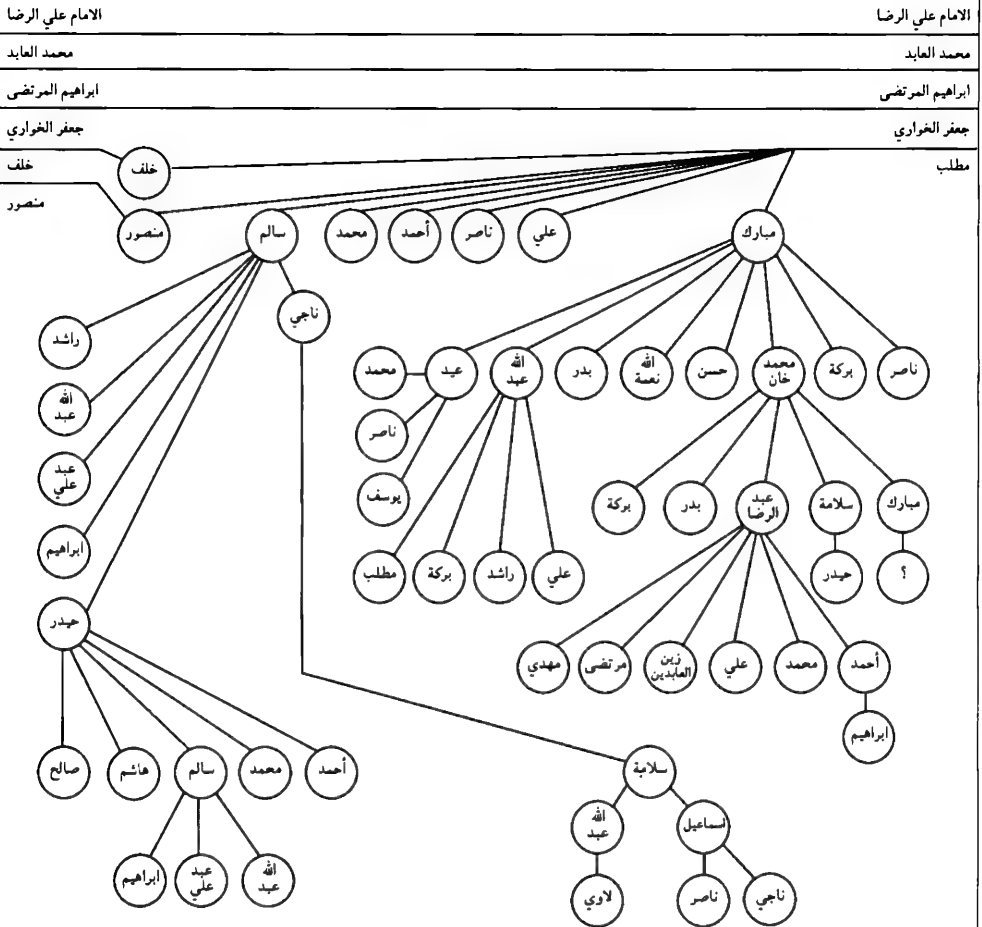 الامام علي الرضا
الامام علي الرضا
محمد العابد
محمد العابد
ابراهيم المرتضى
ابراهيم المرتضى
جعفر الخواري
جعفر الخواري
مطلب
خلف
خلف
منصور
مبارك
علي
ناصر
أحمد
محمد
سالم
منصور
ناجي
راشد
ناصر
بركة
محمد
خان
حسن
الله
نعمة
بدر
الله
عبد
عيد
محمد
الله
عبد
ناصر
عبد
علي
يوسف
مبارك
سلامة
عبد
الرضا
بدر
بركة
ابراهيم
؟
حيدر
علي
راشد
بركة
مطلب
حيدر
أحمد
محمد
علي
زين
العابدين
مرتضى
مهدي
ابراهيم
سلامة
أحمد
محمد
سالم
هاشم
صالح
اسماعيل
الله
عبد
الله
عبد
عبد
علي
ابراهيم
ناجي
ناصر
لاوي